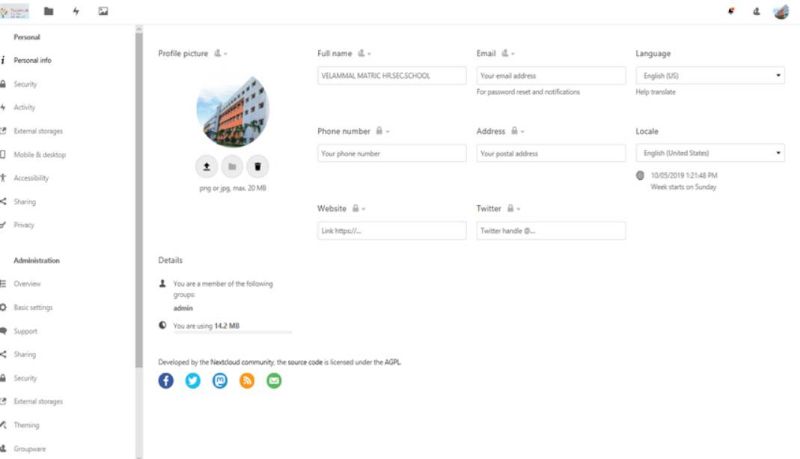 Personal
Personal info
Security
Activity
External storages
Mobile & desktop
Accessibility
Sharing
Privacy
Administration
Overview
Basic settings
Support
Sharing
Security
External storages
Theming
Groupware
Profile picture
png or jpg, max. 20 MB
Full name
VELAMMAL MATRIC HR.SEC.SCHOOL
Email
Your email address
For password reset and notifications
Language
English (US)
Help translate
Phone number
Your phone number
Address
Your postal address
Locale
English (United States)
10/05/2019 1:21:48 PM
Week starts on Sunday
Website
Link https://...
Twitter
Twitter handle @...
Details
You are a member of the following
groups:
admin
You are using 14.2 MB
Developed by the Nextcloud community, the source code is licensed under the AGPL.